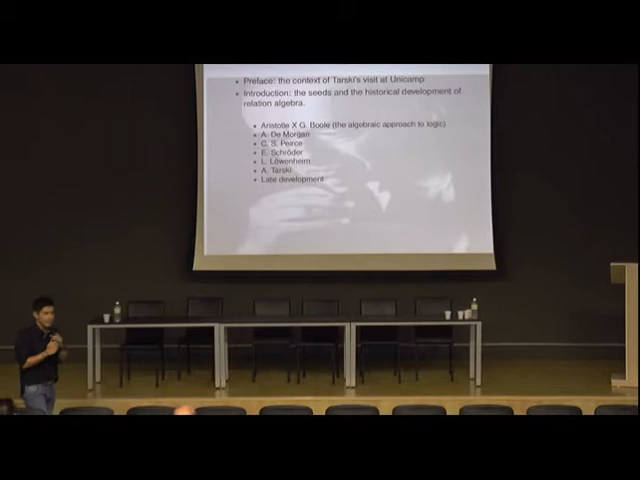 • Preface: the context of Tarski's visit at Unicamp
• Introduction: the seeds and the historical development of
relation algebra.
• Aristotle X G. Boole (the algebraic approach to logic)
• A. De Morgan
• C. S. Peirce
• E. Schröder
• L. Löwenheim
• A. Tarski
• Late development